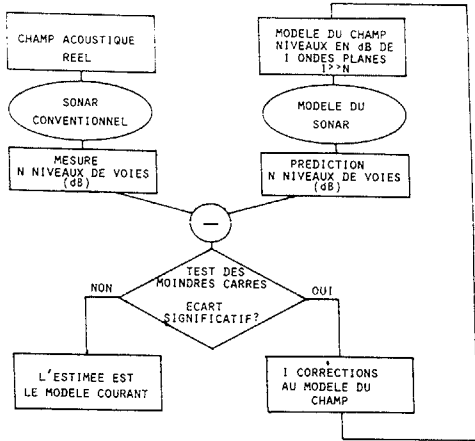 CHAMP ACOUSTIQUE
REEL
MODELE DU CHAMP
NIVEAUX EN dB DE
I ONDES PLANES
I>>N
SONAR
CONVENTIONNEL
MODELE DU
SONAR
MESURE
N NIVEAUX DE VOIES
(dB)
PREDICTION
N NIVEAUX DE VOIES
(dB)
—
TEST DES
MOINDRES CARRES
ECART
SIGNIFICATIF?
NON
OUI
L'ESTIMEE EST
LE MODELE COURANT
I CORRECTIONS
AU MODELE DU
CHAMP